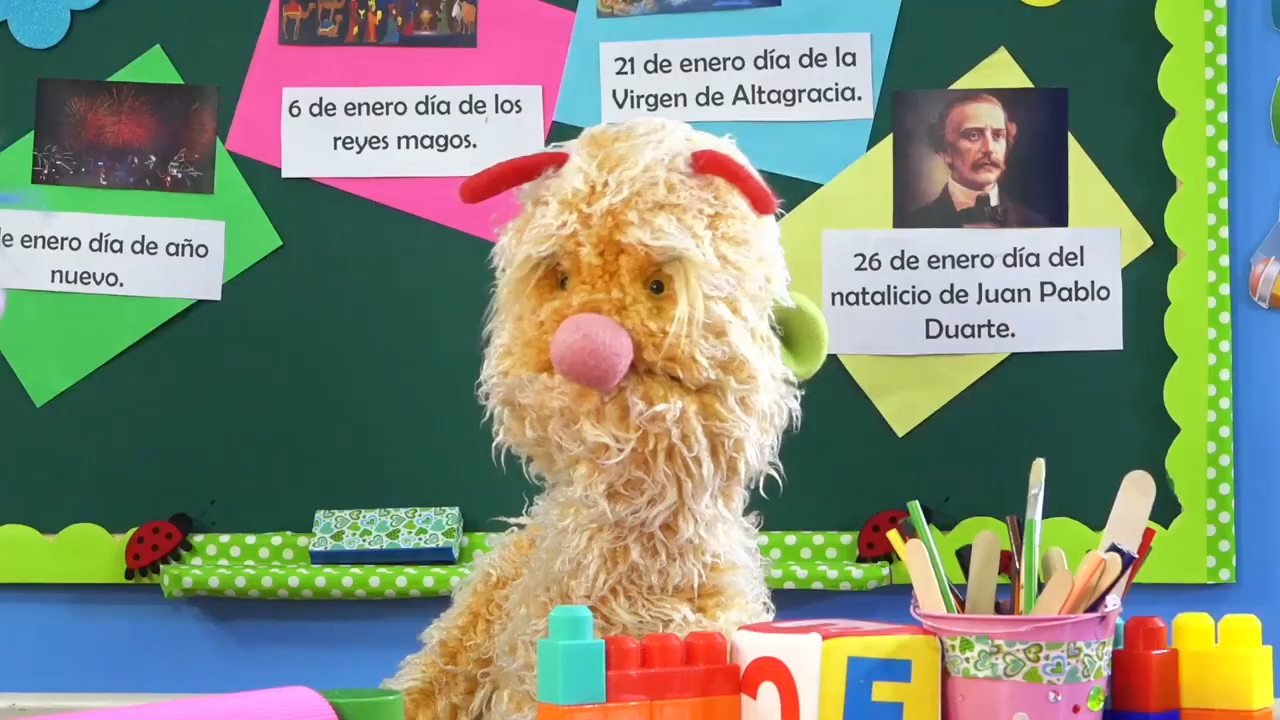 e enero día de año
nuevo.
6 de enero día de los
reyes magos.
21 de enero día de la
Virgen de Altagracia.
26 de enero día del
natalicio de Juan Pablo
Duarte.
E